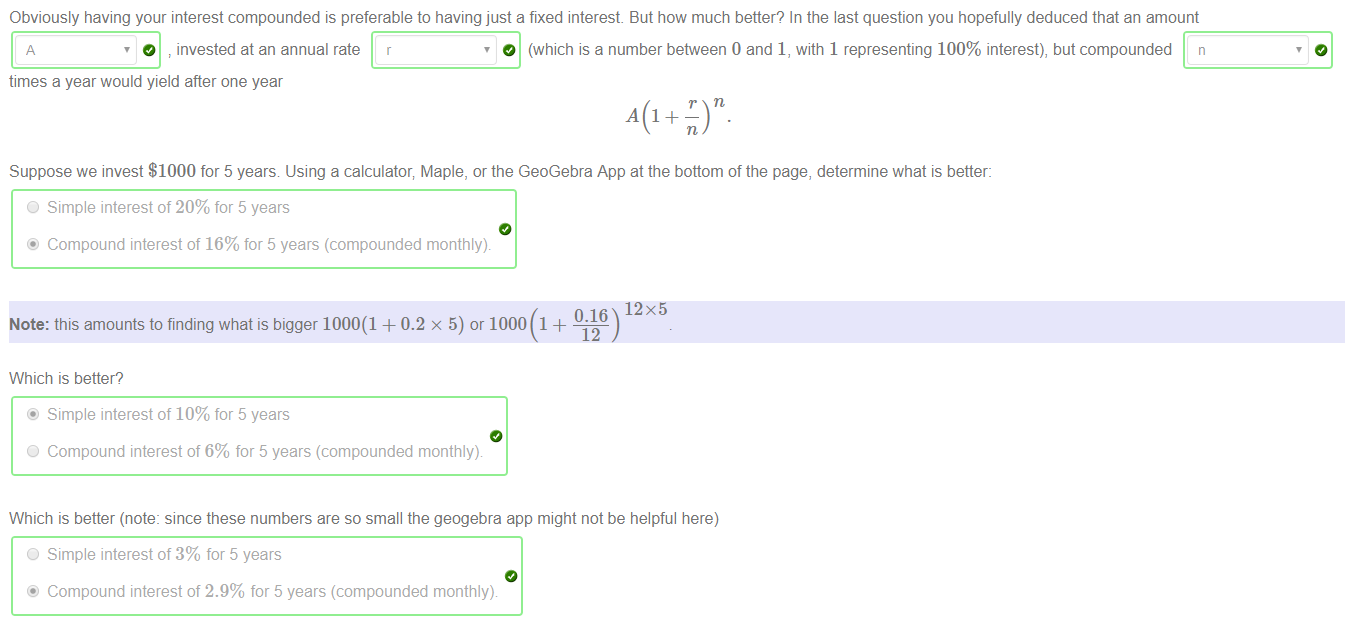 Obviously having your interest compounded is preferable to having just a fixed interest. But how much better? In the last question you hopefully deduced that an amount
A , invested at an annual rate r (which is a number between 0 and 1, with 1 representing 100% interest), but compounded n
times a year would yield after one year
A(1 + r/n)^n.
Suppose we invest $1000 for 5 years. Using a calculator, Maple, or the GeoGebra App at the bottom of the page, determine what is better:
Simple interest of 20% for 5 years
Compound interest of 16% for 5 years (compounded monthly).
Note: this amounts to finding what is bigger 1000(1 + 0.2 × 5) or 1000(1 + 0.16/12)^12×5.
Which is better?
Simple interest of 10% for 5 years
Compound interest of 6% for 5 years (compounded monthly).
Which is better (note: since these numbers are so small the geogebra app might not be helpful here)
Simple interest of 3% for 5 years
Compound interest of 2.9% for 5 years (compounded monthly).